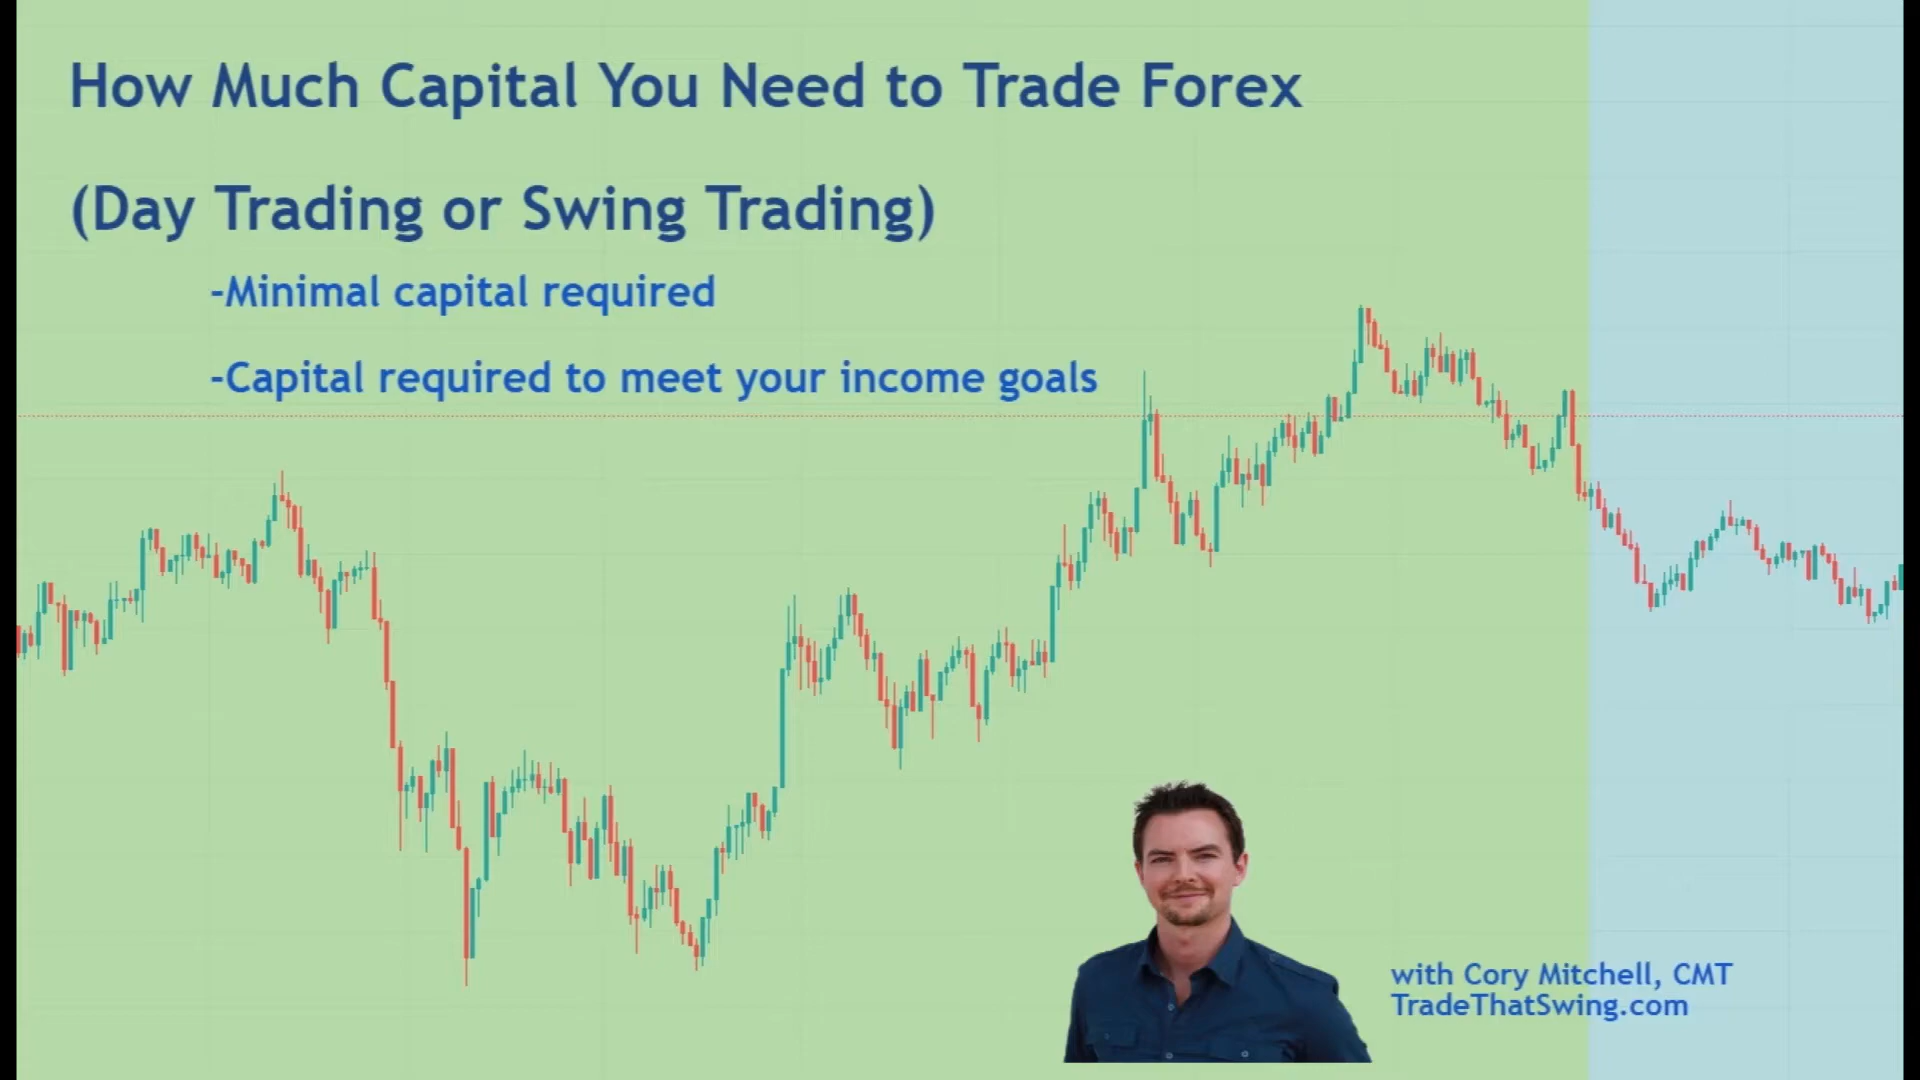 How Much Capital You Need to Trade Forex
(Day Trading or Swing Trading)
-Minimal capital required
-Capital required to meet your income goals
with Cory Mitchell, CMT
TradeThatSwing.com